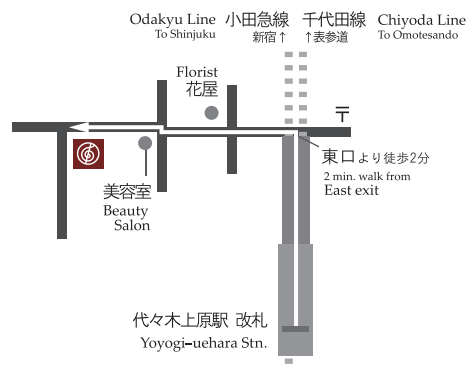 Odakyu Line 小田急線 千代田線 Chiyoda Line
To Shinjuku 新宿↑ ↑表参道 To Omotesando
Florist
花屋
〒
東口より徒歩2分
2 min. walk from
East exit
美容室
Beauty
Salon
代々木上原駅 改札
Yoyogi-uehara Stn.